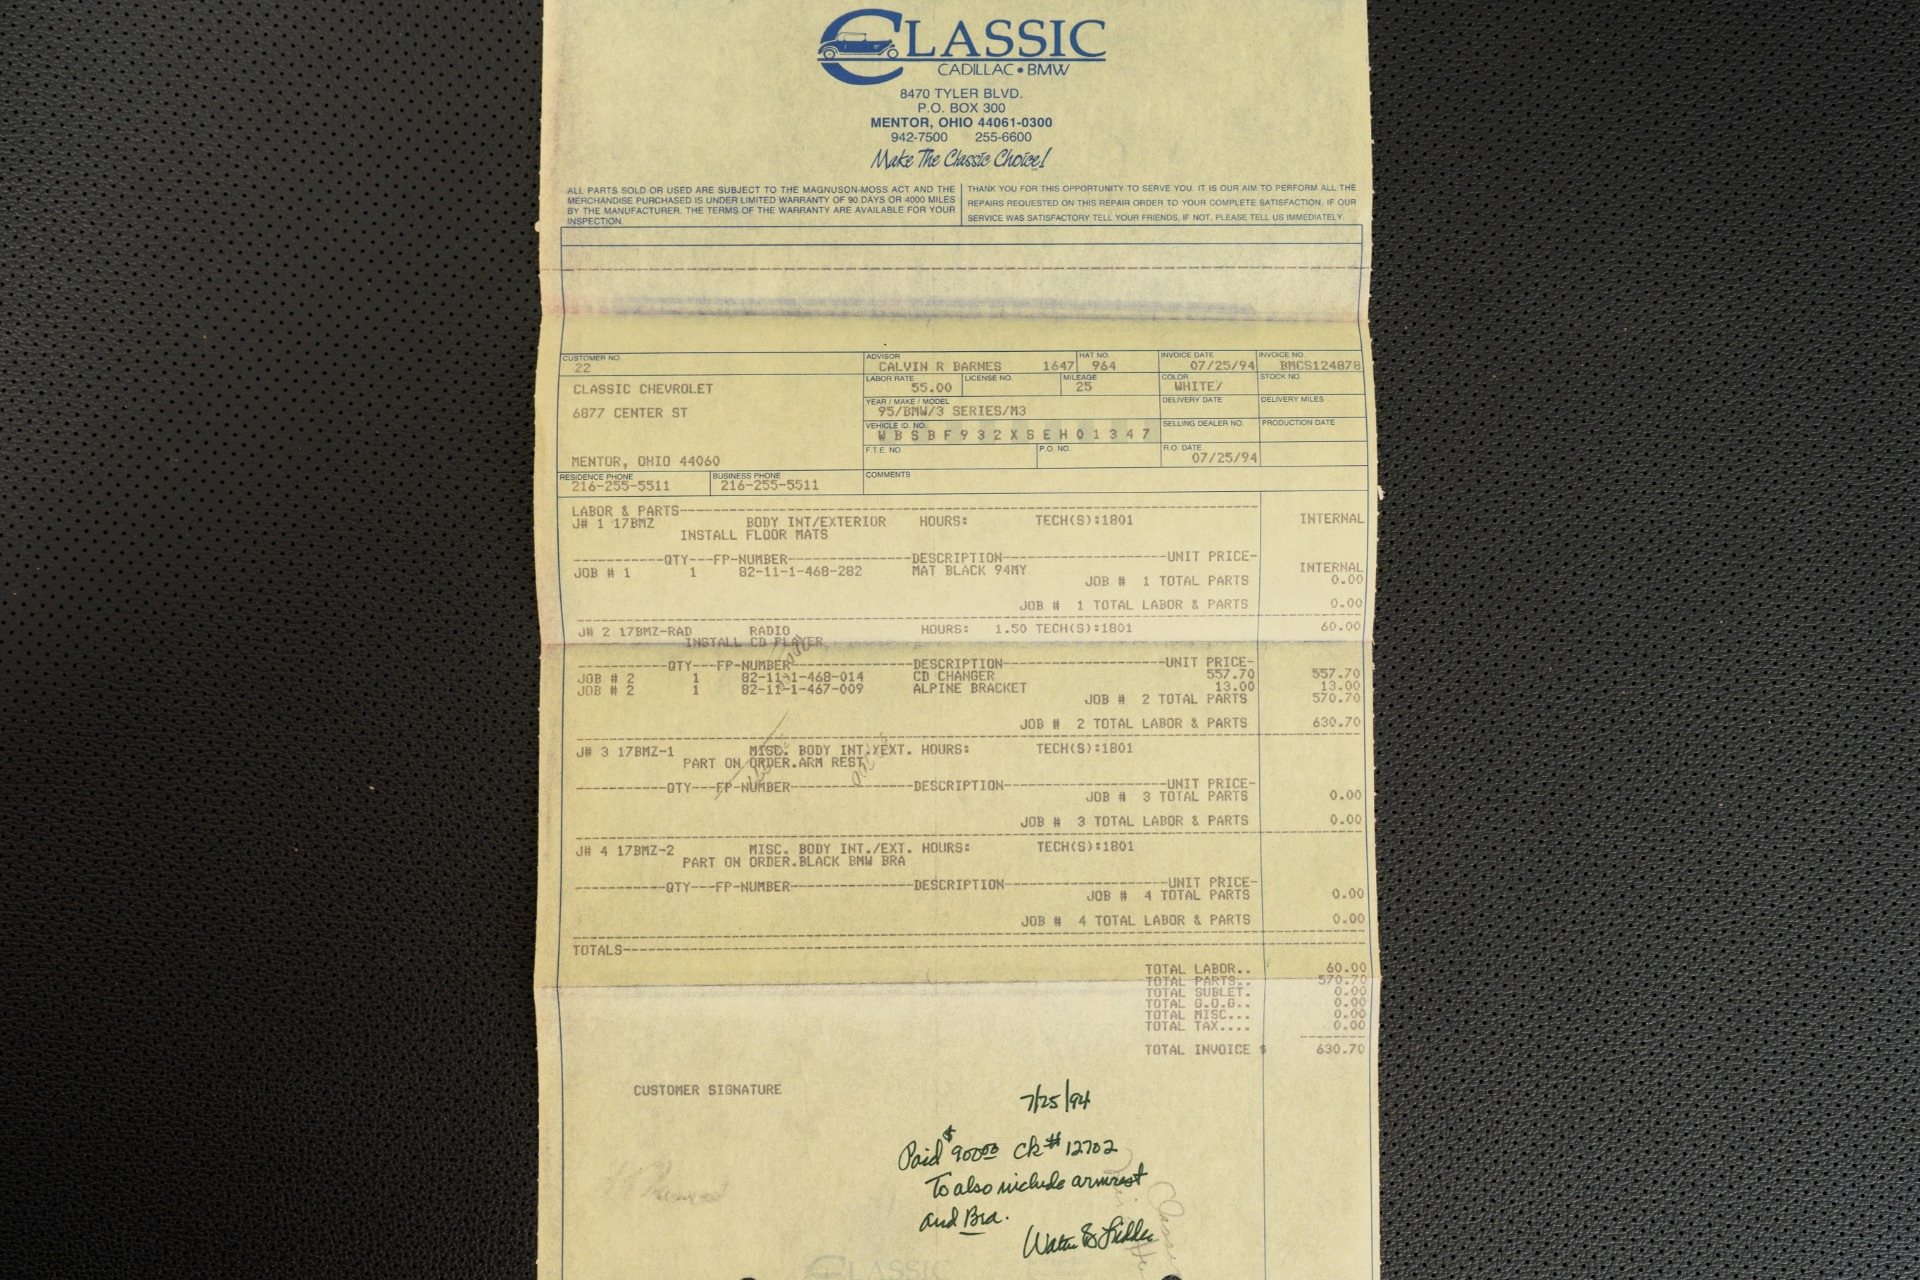 CLASSIC
CADILLAC • BMW
8470 TYLER BLVD.
P.O. BOX 300
MENTOR, OHIO 44061-0300
942-7500 255-6600
Make The Classic Choice!
ALL PARTS SOLD OR USED ARE SUBJECT TO THE MAGNUSON-MOSS ACT AND THE
MERCHANDISE PURCHASED IS UNDER LIMITED WARRANTY OF 90 DAYS OR 4000 MILES
BY THE MANUFACTURER. THE TERMS OF THE WARRANTY ARE AVAILABLE FOR YOUR
INSPECTION.
THANK YOU FOR THIS OPPORTUNITY TO SERVE YOU. IT IS OUR AIM TO PERFORM ALL THE
REPAIRS REQUESTED ON THIS REPAIR ORDER TO YOUR COMPLETE SATISFACTION. IF OUR
SERVICE WAS SATISFACTORY TELL YOUR FRIENDS, IF NOT, PLEASE TELL US IMMEDIATELY.
CUSTOMER NO. ADVISOR HAT NO. INVOICE DATE INVOICE NO.
22 CALVIN R BARNES 1647 964 07/25/94 BMCS124878
LABOR RATE LICENSE NO. MILEAGE COLOR STOCK NO.
CLASSIC CHEVROLET 55.00 25 WHITE/
YEAR / MAKE / MODEL DELIVERY DATE DELIVERY MILES
6877 CENTER ST 95/BMW/3 SERIES/M3
VEHICLE ID. NO. SELLING DEALER NO. PRODUCTION DATE
WBSBF932XSEH01347
F.T.E. NO. P.O. NO. R.O. DATE
MENTOR, OHIO 44060 07/25/94
RESIDENCE PHONE BUSINESS PHONE COMMENTS
216-255-5511 216-255-5511
LABOR & PARTS
J# 1 17BMZ BODY INT/EXTERIOR HOURS: TECH(S):1801 INTERNAL
INSTALL FLOOR MATS
QTY---FP-NUMBER DESCRIPTION UNIT PRICE-
JOB # 1 1 82-11-1-468-282 MAT BLACK 94MY INTERNAL
JOB # 1 TOTAL PARTS 0.00
JOB # 1 TOTAL LABOR & PARTS 0.00
J# 2 17BMZ-RAD RADIO HOURS: 1.50 TECH(S):1801 60.00
INSTALL CD PLAYER
QTY---FP-NUMBER DESCRIPTION UNIT PRICE-
JOB # 2 1 82-11-1-468-014 CD CHANGER 557.70 557.70
JOB # 2 1 82-11-1-467-009 ALPINE BRACKET 13.00 13.00
JOB # 2 TOTAL PARTS 570.70
JOB # 2 TOTAL LABOR & PARTS 630.70
J# 3 17BMZ-1 MISC. BODY INT./EXT. HOURS: TECH(S):1801
PART ON ORDER.ARM REST
QTY---FP-NUMBER DESCRIPTION UNIT PRICE-
JOB # 3 TOTAL PARTS 0.00
JOB # 3 TOTAL LABOR & PARTS 0.00
J# 4 17BMZ-2 MISC. BODY INT./EXT. HOURS: TECH(S):1801
PART ON ORDER.BLACK BMW BRA
QTY---FP-NUMBER DESCRIPTION UNIT PRICE-
JOB # 4 TOTAL PARTS 0.00
JOB # 4 TOTAL LABOR & PARTS 0.00
TOTALS
TOTAL LABOR.. 60.00
TOTAL PARTS.. 570.70
TOTAL SUBLET. 0.00
TOTAL G.O.G.. 0.00
TOTAL MISC... 0.00
TOTAL TAX.... 0.00
TOTAL INVOICE $ 630.70
CUSTOMER SIGNATURE
7/25/94
Paid $900.00 ck# 12702
To also include armrest
and Bra.
CLASSIC